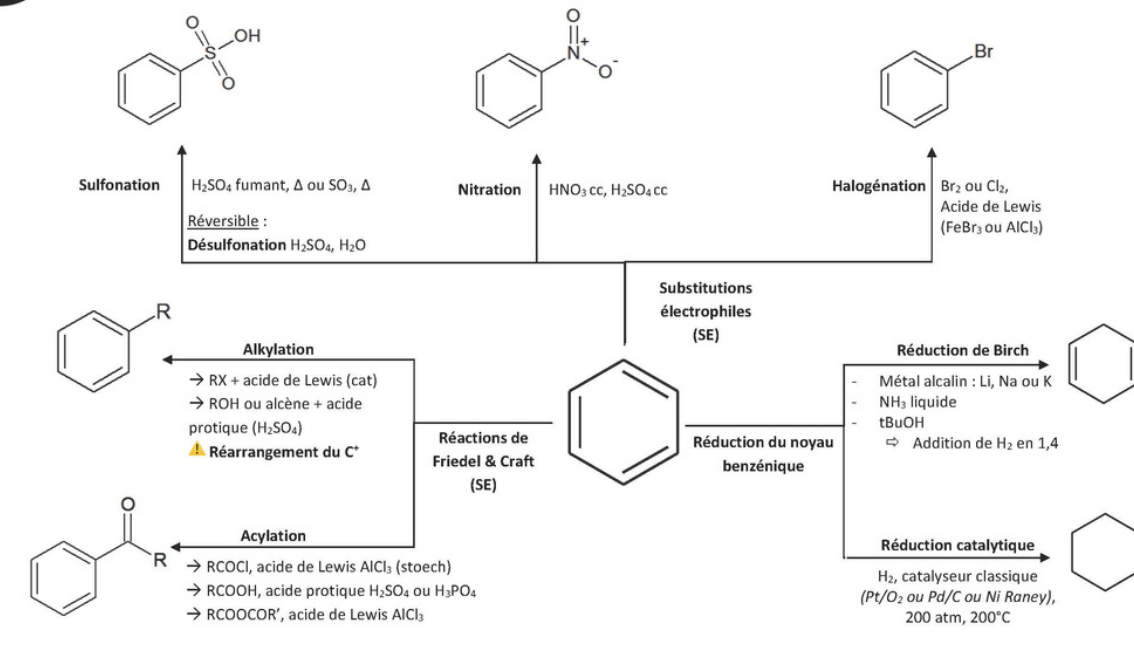 O
S
OH
O
O
N+
O-
Br
Sulfonation
H₂SO₄ fumant, Δ ou SO₃, Δ
Réversible :
Désulfonation H₂SO₄, H₂O
Nitration
HNO₃ cc, H₂SO₄ cc
Halogénation
Br₂ ou Cl₂,
Acide de Lewis
(FeBr₃ ou AlCl₃)
Substitutions
électrophiles
(SE)
R
Alkylation
→ RX + acide de Lewis (cat)
→ ROH ou alcène + acide
protique (H₂SO₄)
⚠ Réarrangement du C⁺
Réactions de
Friedel & Craft
(SE)
O
R
Acylation
→ RCOCl, acide de Lewis AlCl₃ (stoech)
→ RCOOH, acide protique H₂SO₄ ou H₃PO₄
→ RCOOCOR’, acide de Lewis AlCl₃
Réduction du noyau
benzénique
Réduction de Birch
- Métal alcalin : Li, Na ou K
- NH₃ liquide
- tBuOH
⇨ Addition de H₂ en 1,4
Réduction catalytique
H₂, catalyseur classique
(Pt/O₂ ou Pd/C ou Ni Raney),
200 atm, 200°C